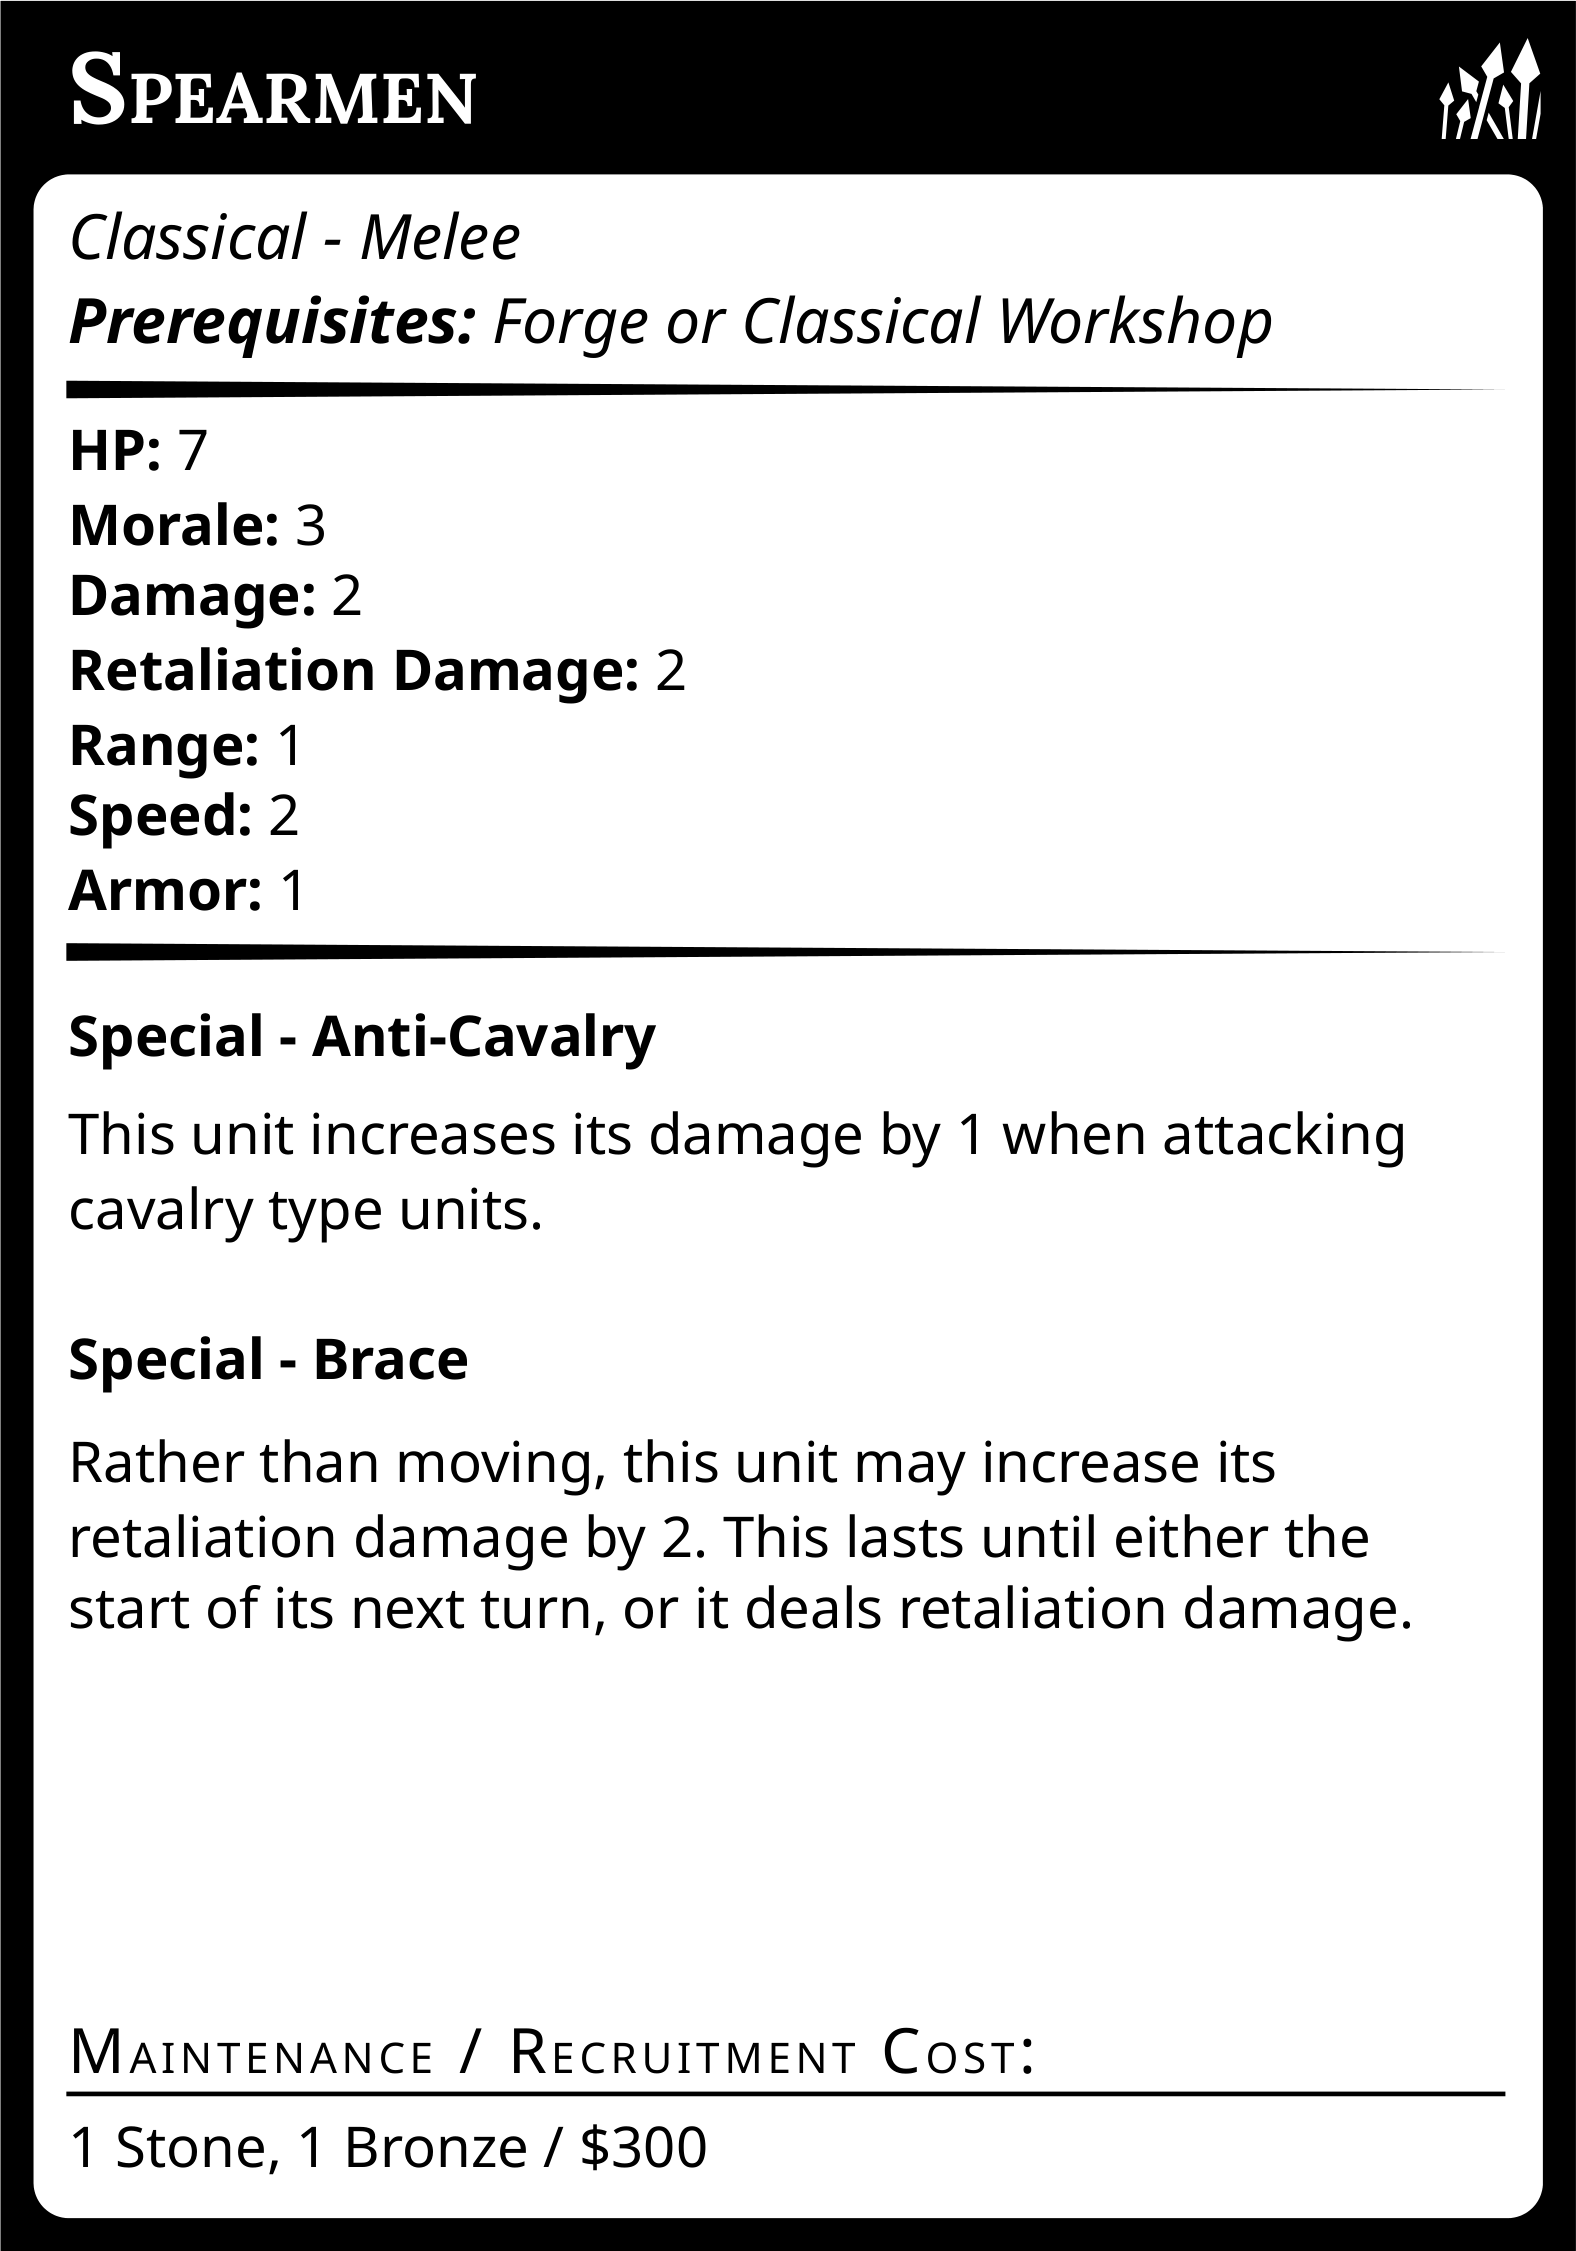 Spearmen
Classical - Melee
Prerequisites: Forge or Classical Workshop
HP: 7
Morale: 3
Damage: 2
Retaliation Damage: 2
Range: 1
Speed: 2
Armor: 1
Special - Anti-Cavalry
This unit increases its damage by 1 when attacking
cavalry type units.
Special - Brace
Rather than moving, this unit may increase its
retaliation damage by 2. This lasts until either the
start of its next turn, or it deals retaliation damage.
Maintenance / Recruitment Cost:
1 Stone, 1 Bronze / $300